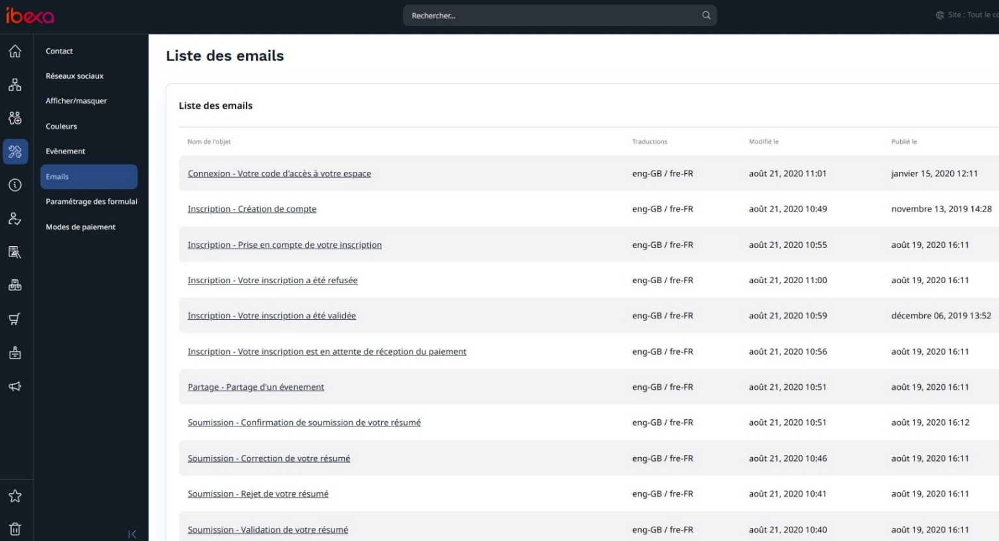 ibexa
Rechercher...
Site : Tout le co
Contact
Réseaux sociaux
Afficher/masquer
Couleurs
Evènement
Emails
Paramétrage des formulai
Modes de paiement
Liste des emails
Liste des emails
Nom de l'objet Traductions Modifié le Publié le
Connexion - Votre code d'accès à votre espace eng-GB / fre-FR août 21, 2020 11:01 janvier 15, 2020 12:11
Inscription - Création de compte eng-GB / fre-FR août 21, 2020 10:49 novembre 13, 2019 14:28
Inscription - Prise en compte de votre inscription eng-GB / fre-FR août 21, 2020 10:55 août 19, 2020 16:11
Inscription - Votre inscription a été refusée eng-GB / fre-FR août 21, 2020 11:00 août 19, 2020 16:11
Inscription - Votre inscription a été validée eng-GB / fre-FR août 21, 2020 10:59 décembre 06, 2019 13:52
Inscription - Votre inscription est en attente de réception du paiement eng-GB / fre-FR août 21, 2020 10:56 août 19, 2020 16:11
Partage - Partage d'un évenement eng-GB / fre-FR août 21, 2020 10:51 août 19, 2020 16:11
Soumission - Confirmation de soumission de votre résumé eng-GB / fre-FR août 21, 2020 10:51 août 19, 2020 16:12
Soumission - Correction de votre résumé eng-GB / fre-FR août 21, 2020 10:46 août 19, 2020 16:11
Soumission - Rejet de votre résumé eng-GB / fre-FR août 21, 2020 10:41 août 19, 2020 16:11
Soumission - Validation de votre résumé eng-GB / fre-FR août 21, 2020 10:40 août 19, 2020 16:11